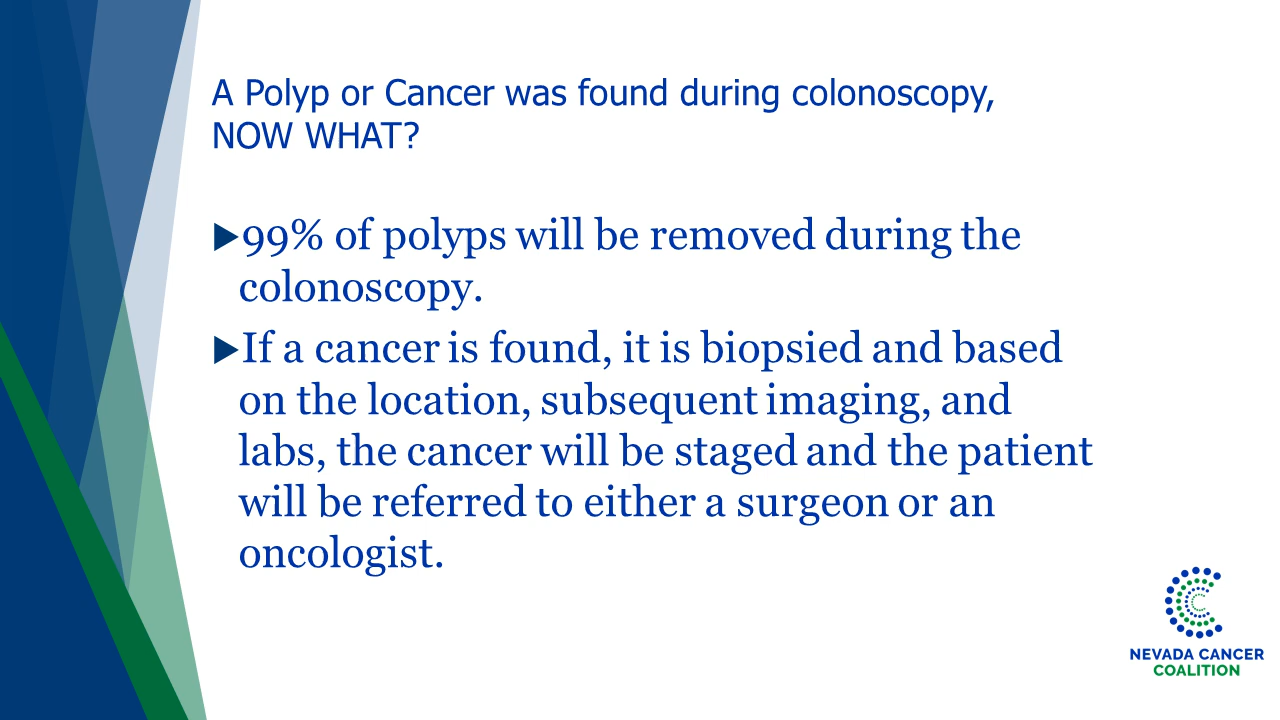 A Polyp or Cancer was found during colonoscopy,
NOW WHAT?
99% of polyps will be removed during the
colonoscopy.
If a cancer is found, it is biopsied and based
on the location, subsequent imaging, and
labs, the cancer will be staged and the patient
will be referred to either a surgeon or an
oncologist.
NEVADA CANCER
COALITION